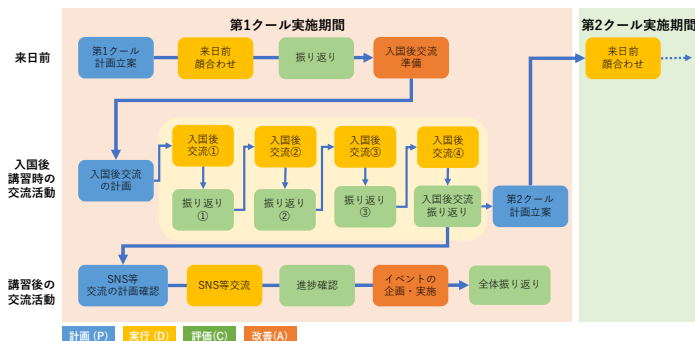 第1クール実施期間
第2クール実施期間
来日前
第1クール
計画立案
来日前
顔合わせ
振り返り
入国後交流
準備
来日前
顔合わせ
入国後
講習時の
交流活動
入国後交流
の計画
入国後
交流①
入国後
交流②
入国後
交流③
入国後
交流④
振り返り
①
振り返り
②
振り返り
③
入国後交流
振り返り
第2クール
計画立案
講習後の
交流活動
SNS等
交流の計画確認
SNS等交流
進捗確認
イベントの
企画・実施
全体振り返り
計画(P)
実行(D)
評価(C)
改善(A)